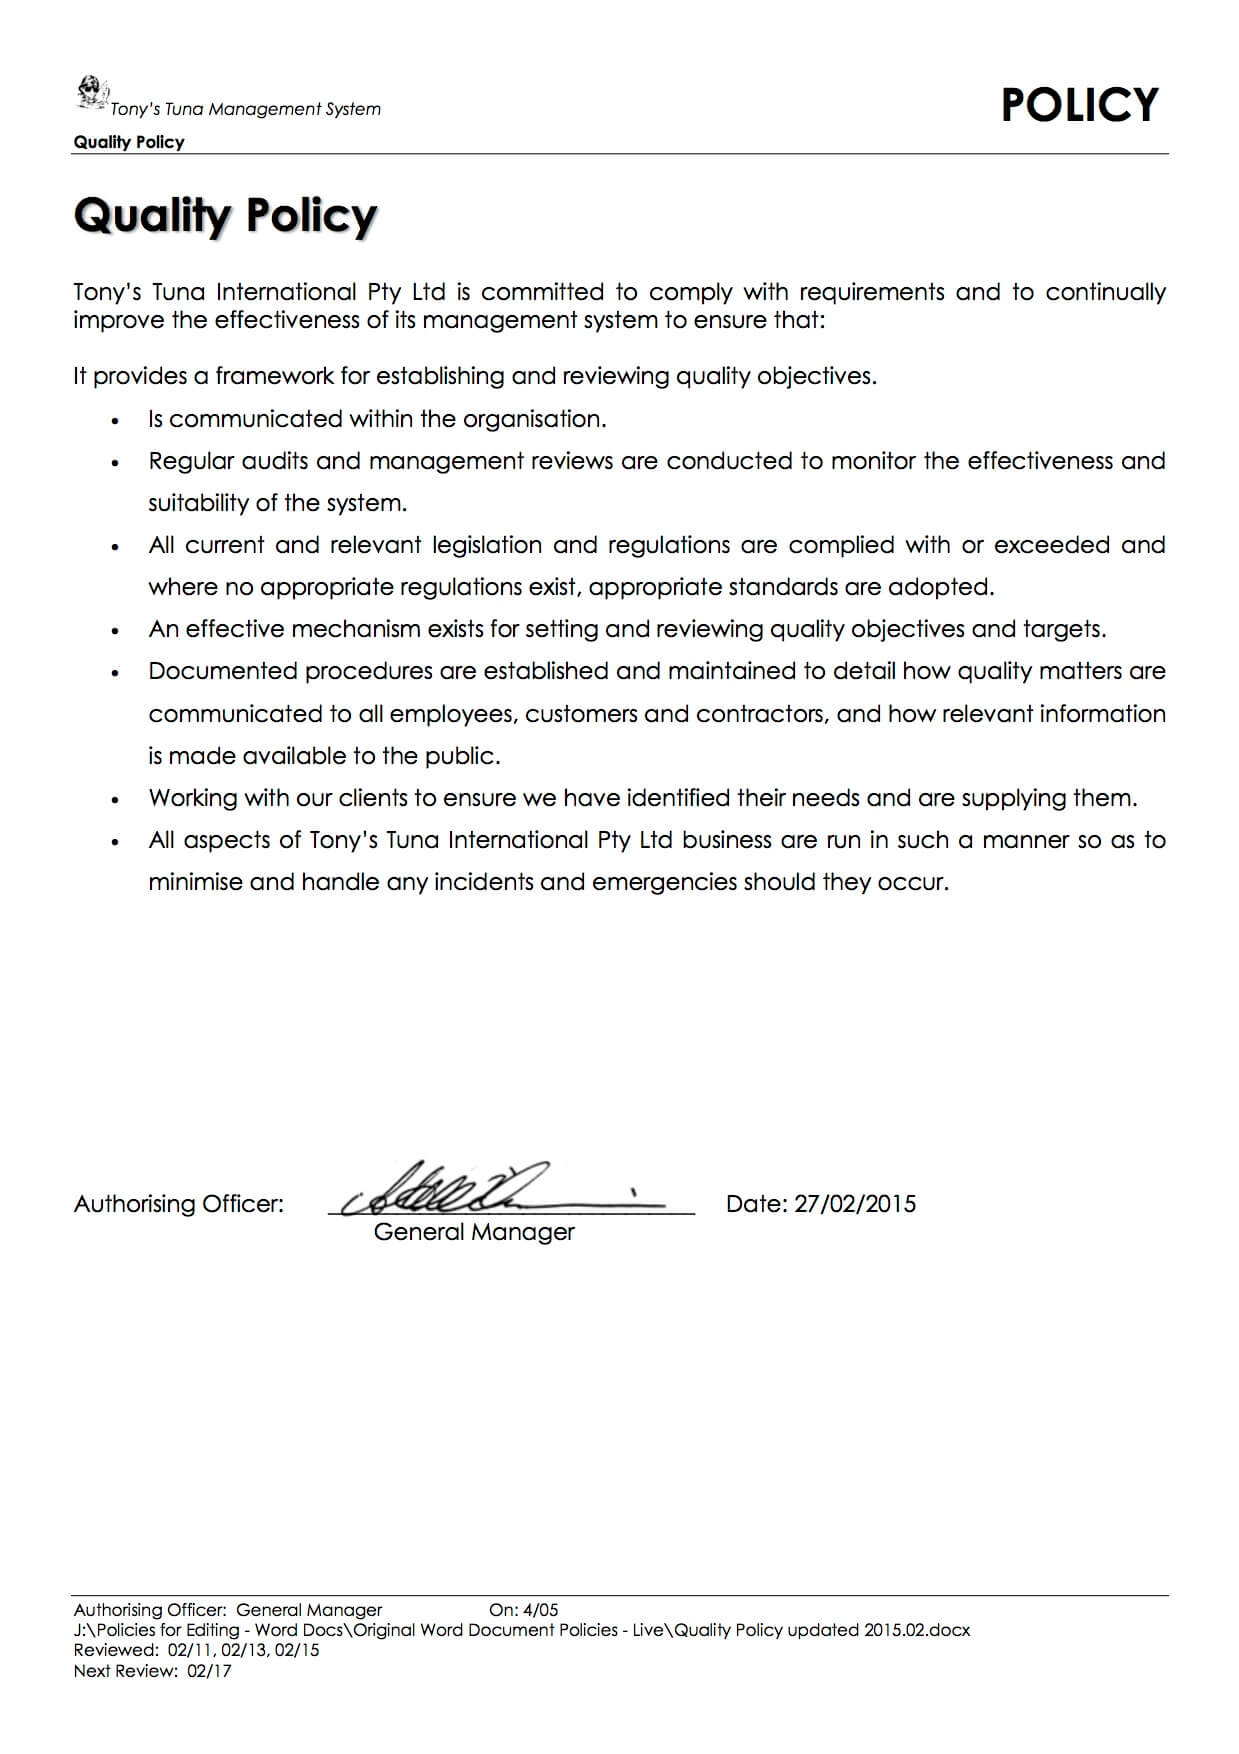 Tony's Tuna Management System
POLICY
Quality Policy
Quality Policy
Tony's Tuna International Pty Ltd is committed to comply with requirements and to continually
improve the effectiveness of its management system to ensure that:
It provides a framework for establishing and reviewing quality objectives.
• Is communicated within the organisation.
• Regular audits and management reviews are conducted to monitor the effectiveness and
suitability of the system.
• All current and relevant legislation and regulations are complied with or exceeded and
where no appropriate regulations exist, appropriate standards are adopted.
• An effective mechanism exists for setting and reviewing quality objectives and targets.
• Documented procedures are established and maintained to detail how quality matters are
communicated to all employees, customers and contractors, and how relevant information
is made available to the public.
• Working with our clients to ensure we have identified their needs and are supplying them.
• All aspects of Tony's Tuna International Pty Ltd business are run in such a manner so as to
minimise and handle any incidents and emergencies should they occur.
Authorising Officer: Date: 27/02/2015
General Manager
Authorising Officer: General Manager On: 4/05
J:\Policies for Editing - Word Docs\Original Word Document Policies - Live\Quality Policy updated 2015.02.docx
Reviewed: 02/11, 02/13, 02/15
Next Review: 02/17